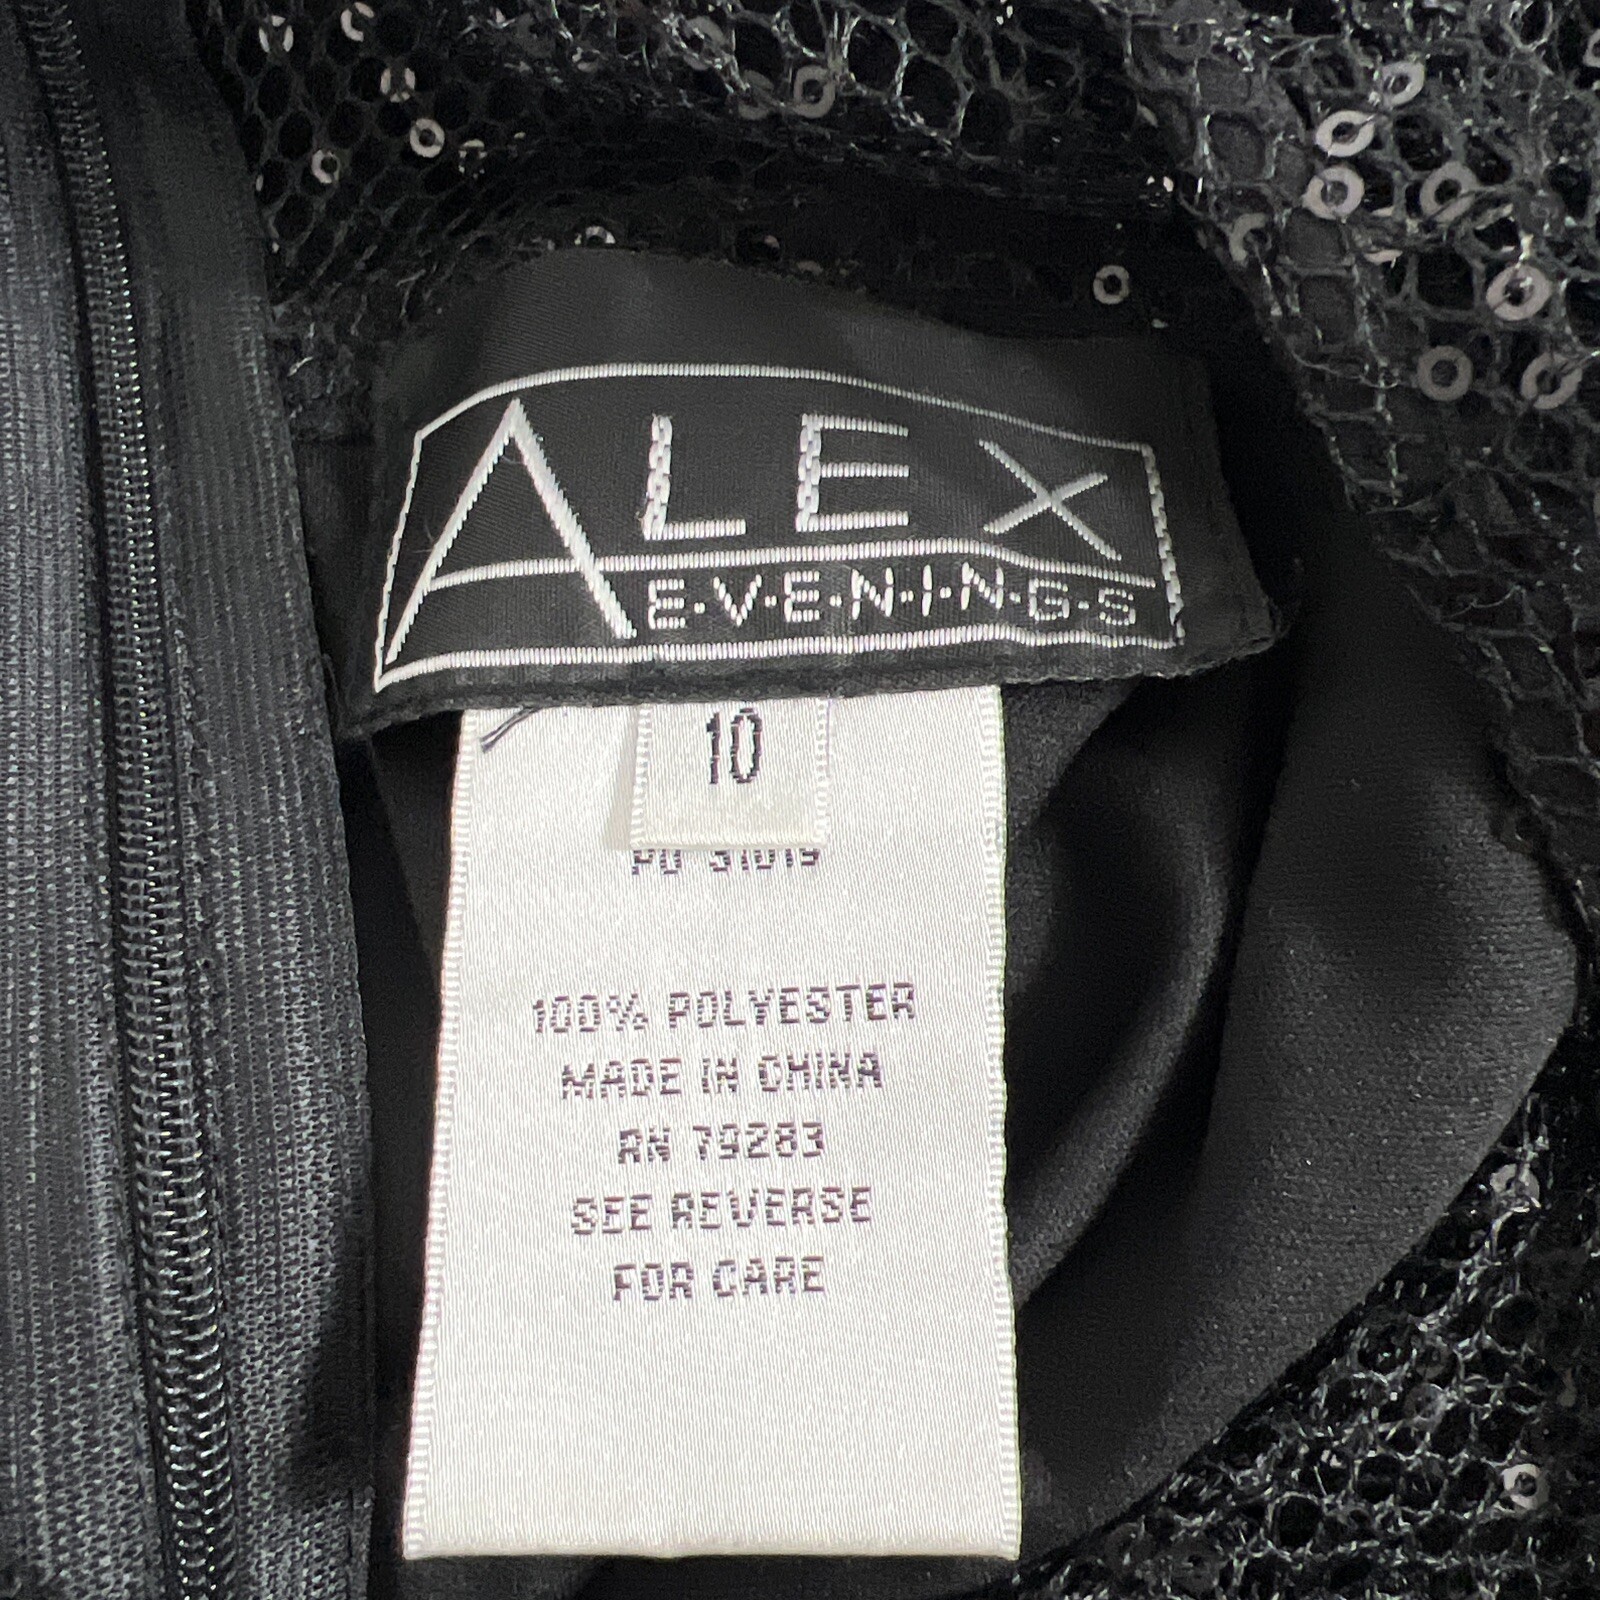 ALEX
E·V·E·N·I·N·G·S
10
100% POLYESTER
MADE IN CHINA
RN 79283
SEE REVERSE
FOR CARE